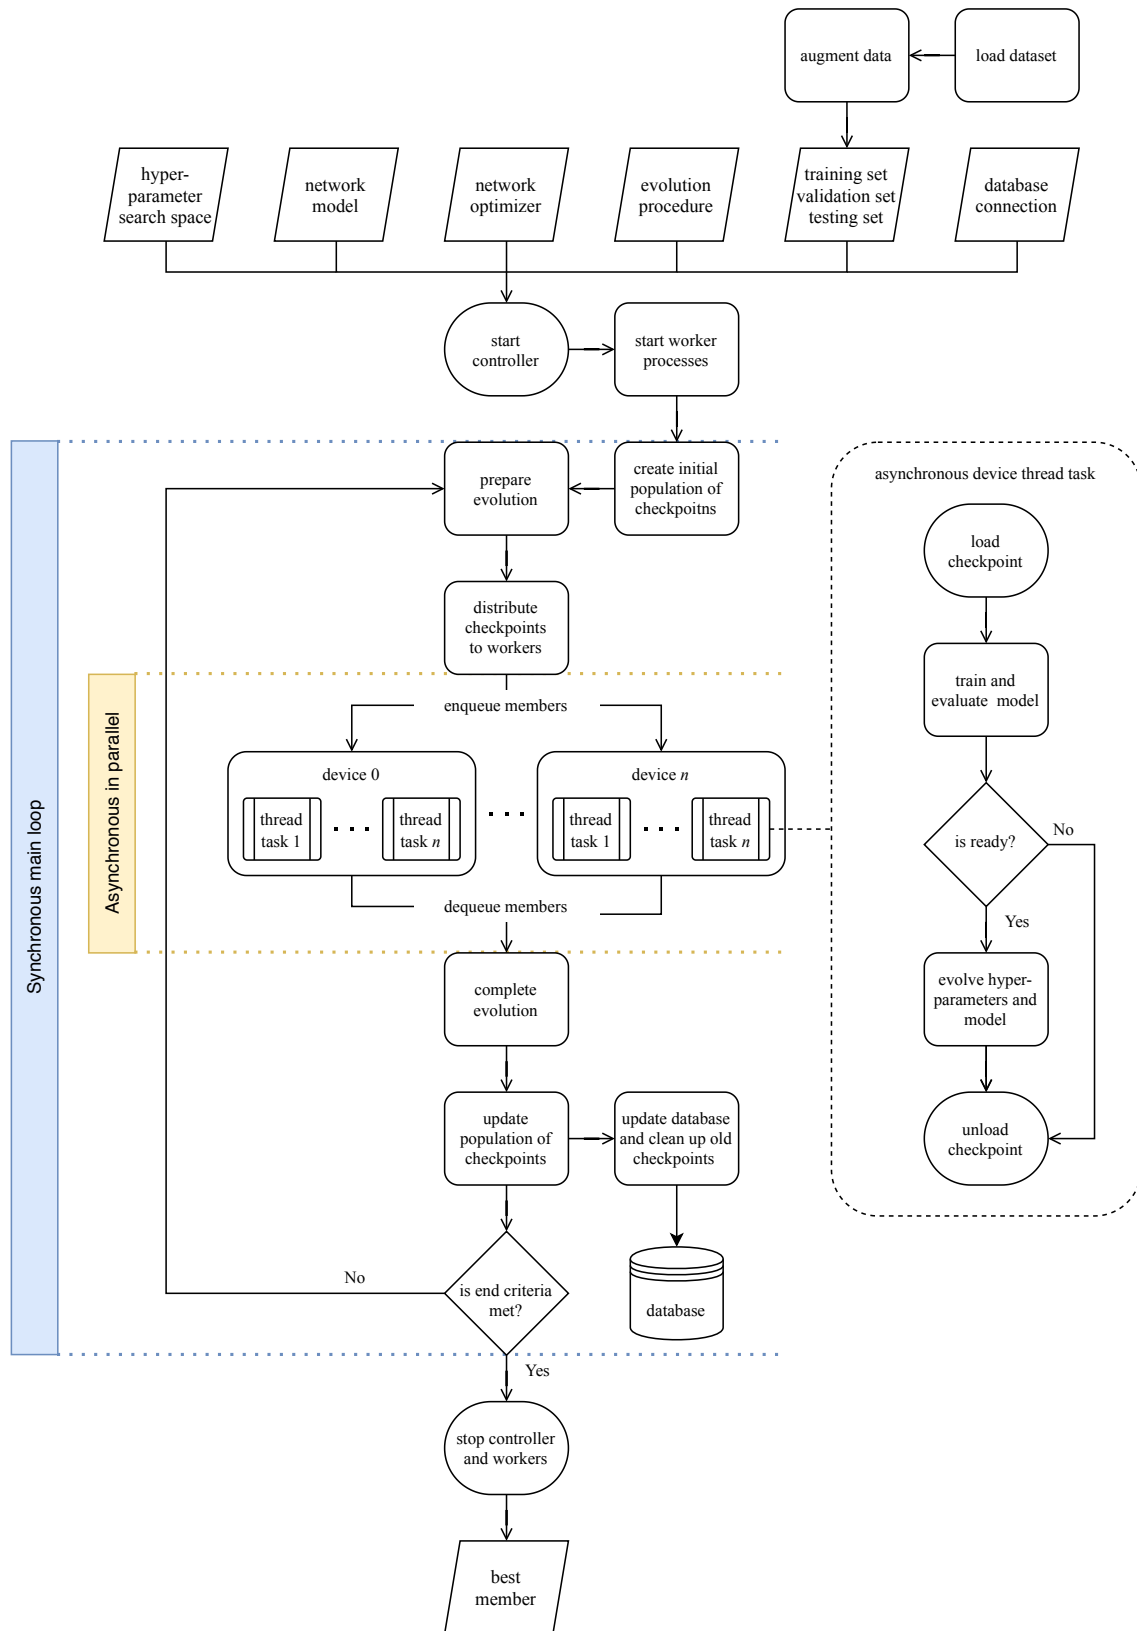 augment data
load dataset
hyper-
parameter
search space
network
model
network
optimizer
evolution
procedure
training set
validation set
testing set
database
connection
start
controller
start worker
processes
Synchronous main loop
prepare
evolution
create initial
population of
checkpoitns
distribute
checkpoints
to workers
Asynchronous in parallel
enqueue members
device 0
thread
task 1
. . .
thread
task n
. . .
device n
thread
task 1
. . .
thread
task n
dequeue members
complete
evolution
update
population of
checkpoints
update database
and clean up old
checkpoints
is end criteria
met?
No
database
Yes
stop controller
and workers
best
member
asynchronous device thread task
load
checkpoint
train and
evaluate model
is ready?
No
Yes
evolve hyper-
parameters and
model
unload
checkpoint